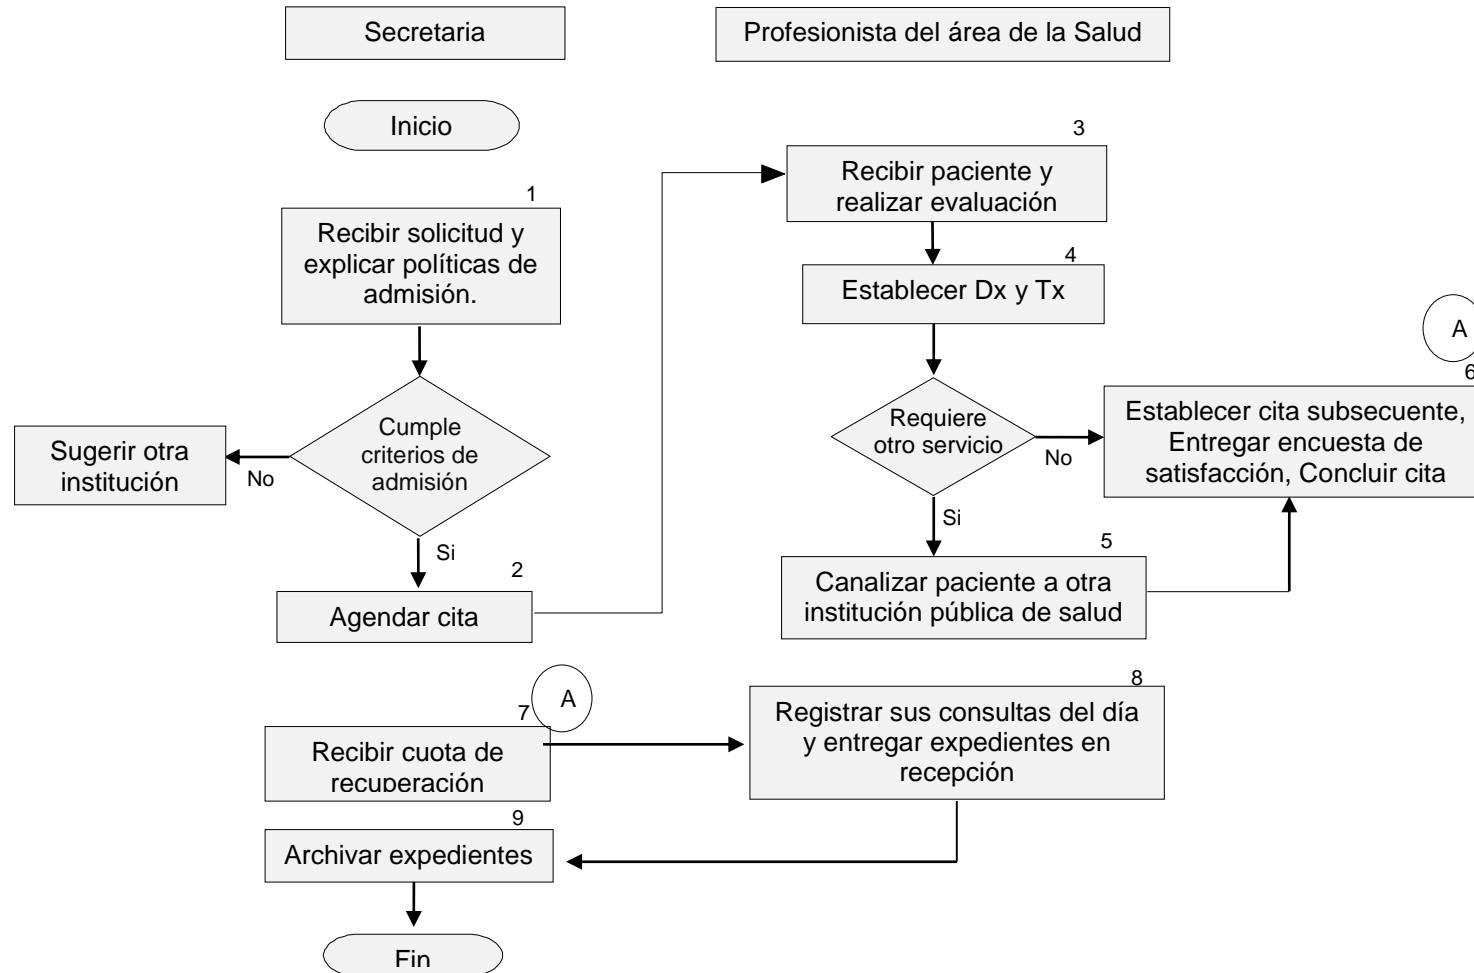 Secretaria
Profesionista del área de la Salud
Inicio
1
Recibir solicitud y
explicar políticas de
admisión.
Cumple
criterios de
admisión
No
Sugerir otra
institución
Si
2
Agendar cita
3
Recibir paciente y
realizar evaluación
4
Establecer Dx y Tx
Requiere
otro servicio
No
Si
5
Canalizar paciente a otra
institución pública de salud
A
6
Establecer cita subsecuente,
Entregar encuesta de
satisfacción, Concluir cita
A
7
Recibir cuota de
recuperación
8
Registrar sus consultas del día
y entregar expedientes en
recepción
9
Archivar expedientes
Fin